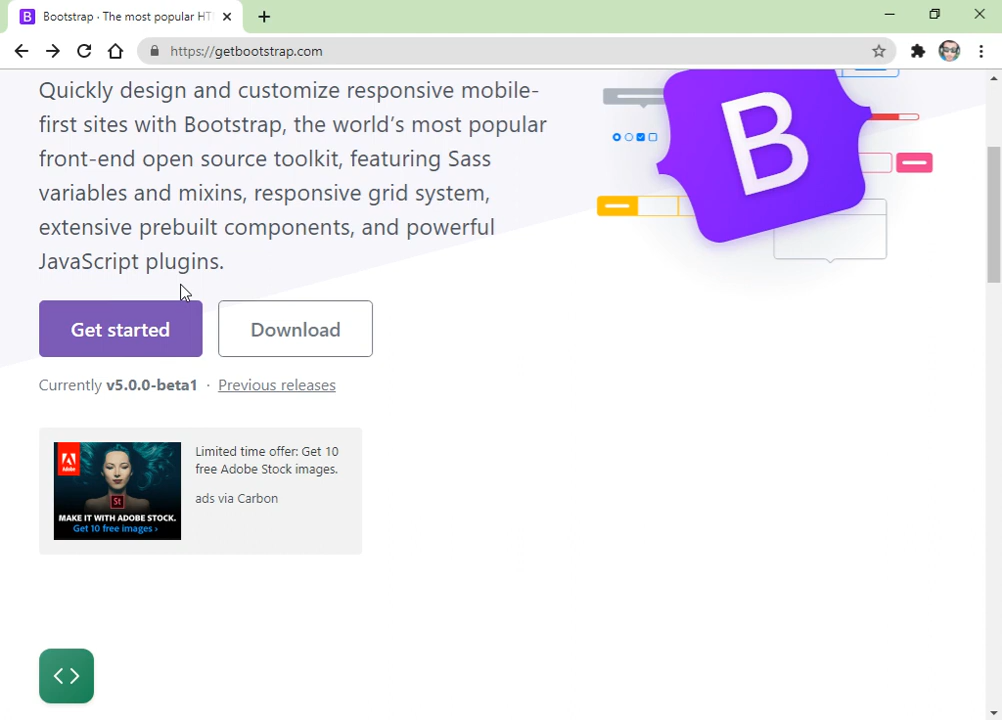 Bootstrap · The most popular HT
https://getbootstrap.com
Quickly design and customize responsive mobile-
first sites with Bootstrap, the world's most popular
front-end open source toolkit, featuring Sass
variables and mixins, responsive grid system,
extensive prebuilt components, and powerful
JavaScript plugins.
B
Get started
Download
Currently v5.0.0-beta1 · Previous releases
Adobe
St
MAKE IT WITH ADOBE STOCK.
Get 10 free images ›
Limited time offer: Get 10
free Adobe Stock images.
ads via Carbon